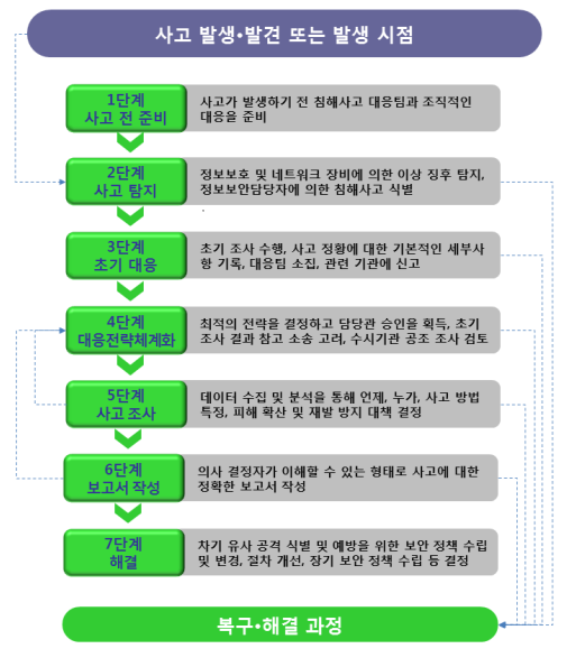 사고 발생•발견 또는 발생 시점
1단계
사고 전 준비
사고가 발생하기 전 침해사고 대응팀과 조직적인
대응을 준비
2단계
사고 탐지
정보보호 및 네트워크 장비에 의한 이상 징후 탐지,
정보보안담당자에 의한 침해사고 식별
3단계
초기 대응
초기 조사 수행, 사고 정황에 대한 기본적인 세부사
항 기록, 대응팀 소집, 관련 기관에 신고
4단계
대응전략체계화
최적의 전략을 결정하고 담당관 승인을 획득, 초기
조사 결과 참고 소송 고려, 수시기관 공조 조사 검토
5단계
사고 조사
데이터 수집 및 분석을 통해 언제, 누가, 사고 방법
특정, 피해 확산 및 재발 방지 대책 결정
6단계
보고서 작성
의사 결정자가 이해할 수 있는 형태로 사고에 대한
정확한 보고서 작성
7단계
해결
차기 유사 공격 식별 및 예방을 위한 보안 정책 수립
및 변경, 절차 개선, 장기 보안 정책 수립 등 결정
복구•해결 과정